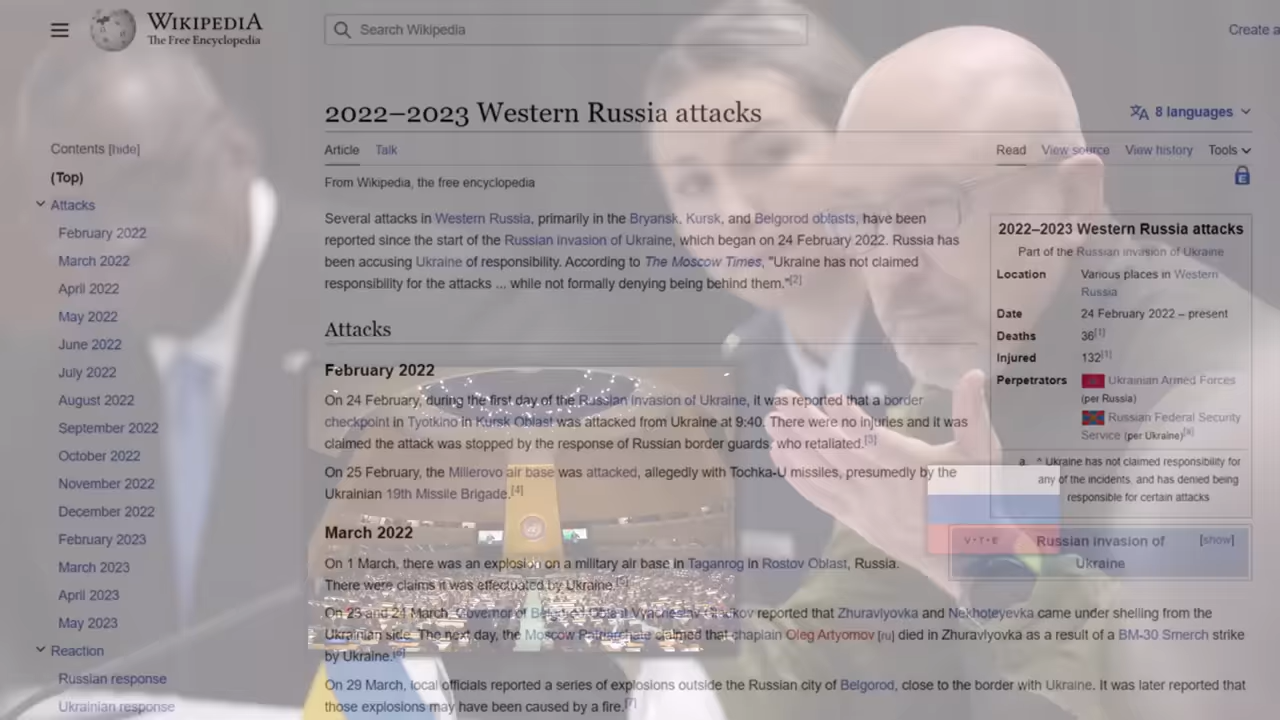 WIKIPEDIA
The Free Encyclopedia
Search Wikipedia
Create a
2022–2023 Western Russia attacks
8 languages
Contents [hide]
(Top)
Attacks
February 2022
March 2022
April 2022
May 2022
June 2022
July 2022
August 2022
September 2022
October 2022
November 2022
December 2022
February 2023
March 2023
April 2023
May 2023
Reaction
Russian response
Ukrainian response
Article Talk
Read View source View history Tools
From Wikipedia, the free encyclopedia
Several attacks in Western Russia, primarily in the Bryansk, Kursk, and Belgorod oblasts, have been
reported since the start of the Russian invasion of Ukraine, which began on 24 February 2022. Russia has
been accusing Ukraine of responsibility. According to The Moscow Times, "Ukraine has not claimed
responsibility for the attacks ... while not formally denying being behind them."[2]
Attacks
February 2022
On 24 February, during the first day of the Russian invasion of Ukraine, it was reported that a border
checkpoint in Tyotkino in Kursk Oblast was attacked from Ukraine at 9:40. There were no injuries and it was
claimed the attack was stopped by the response of Russian border guards, who retaliated.[3]
On 25 February, the Millerovo air base was attacked, allegedly with Tochka-U missiles, presumedly by the
Ukrainian 19th Missile Brigade.[4]
March 2022
On 1 March, there was an explosion on a military air base in Taganrog in Rostov Oblast, Russia.
There were claims it was effectuated by Ukraine.[5]
On 23 and 24 March, Governor of Belgorod Oblast Vyacheslav Gladkov reported that Zhuravlyovka and Nekhoteyevka came under shelling from the
Ukrainian side. The next day, the Moscow Patriarchate claimed that chaplain Oleg Artyomov [ru] died in Zhuravlyovka as a result of a BM-30 Smerch strike
by Ukraine.[6]
On 29 March, local officials reported a series of explosions outside the Russian city of Belgorod, close to the border with Ukraine. It was later reported that
those explosions may have been caused by a fire.[7]
2022–2023 Western Russia attacks
Part of the Russian invasion of Ukraine
Location Various places in Western
Russia
Date 24 February 2022 – present
Deaths 36[1]
Injured 132[1]
Perpetrators Ukrainian Armed Forces
(per Russia)
Russian Federal Security
Service (per Ukraine)[a]
a. ^ Ukraine has not claimed responsibility for
any of the incidents, and has denied being
responsible for certain attacks
V·T·E Russian invasion of [show]
Ukraine